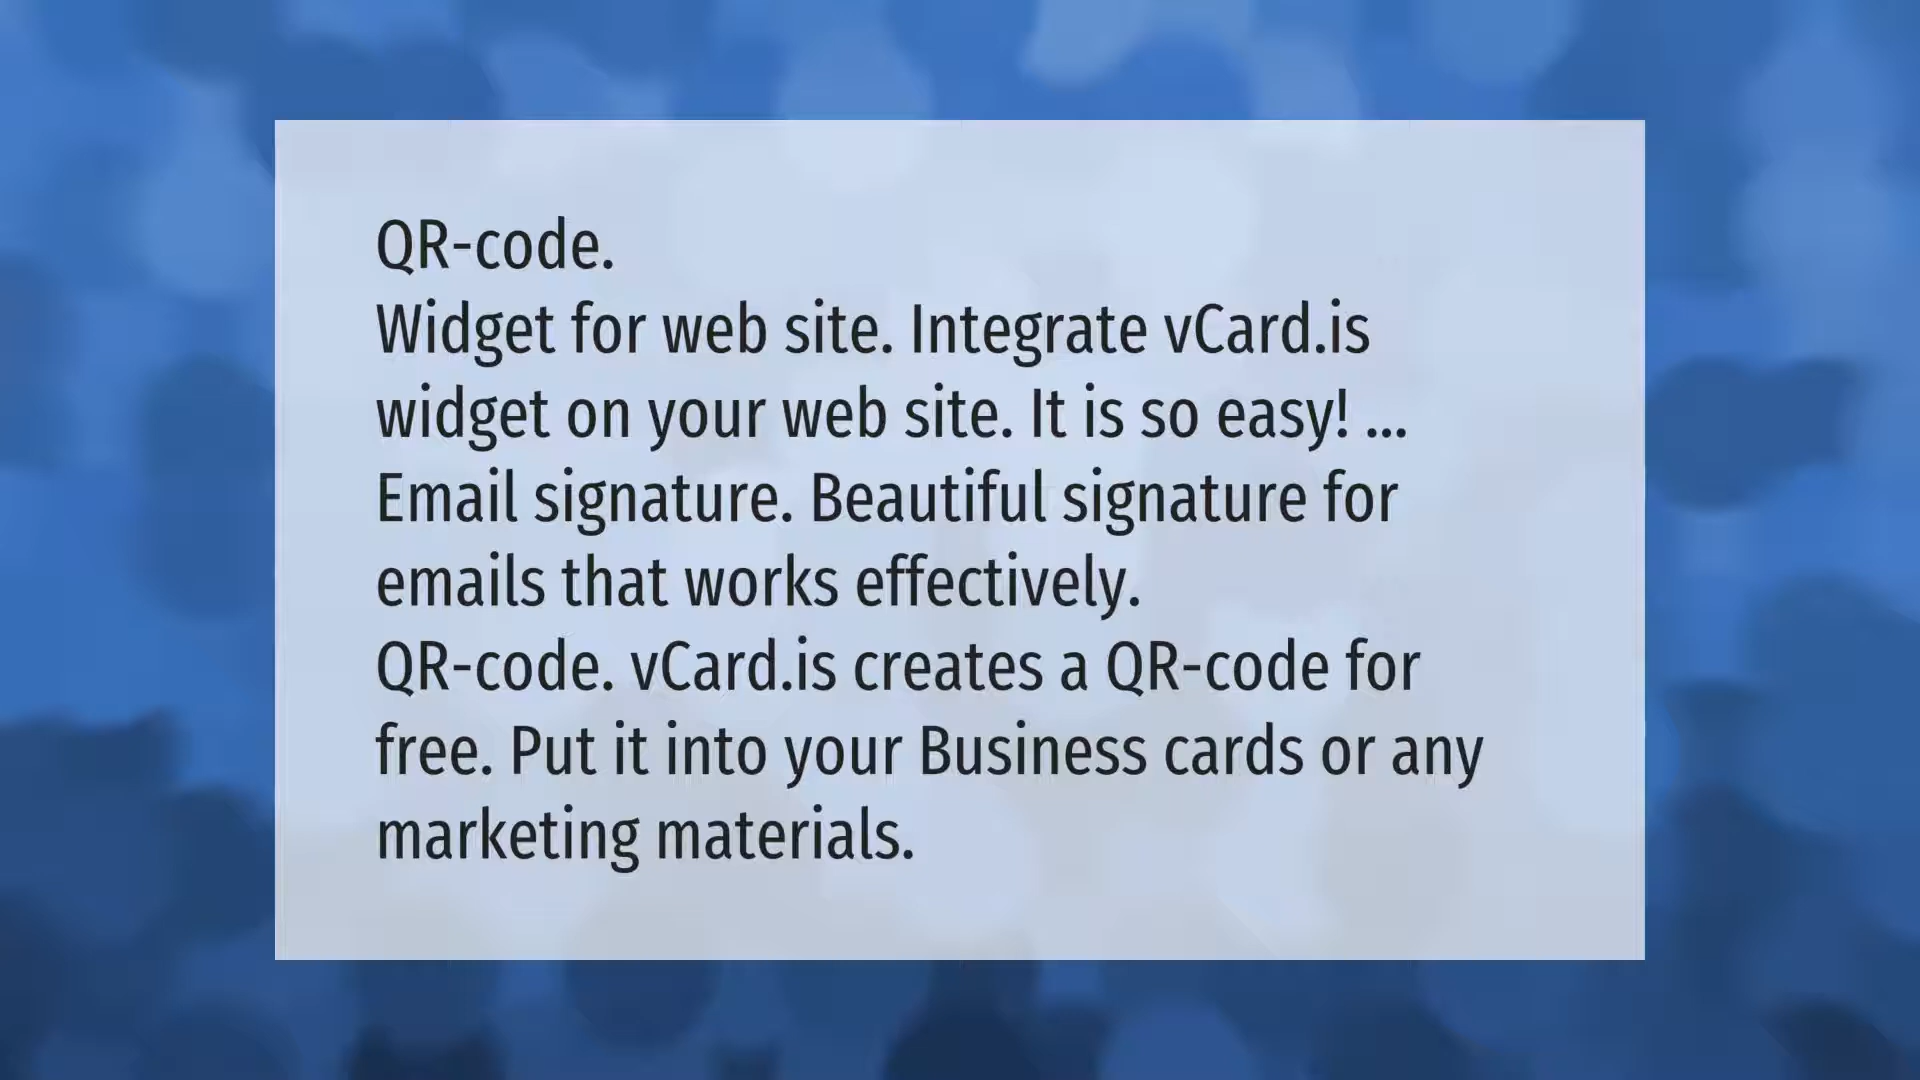 QR-code.
Widget for web site. Integrate vCard.is
widget on your web site. It is so easy! ...
Email signature. Beautiful signature for
emails that works effectively.
QR-code. vCard.is creates a QR-code for
free. Put it into your Business cards or any
marketing materials.